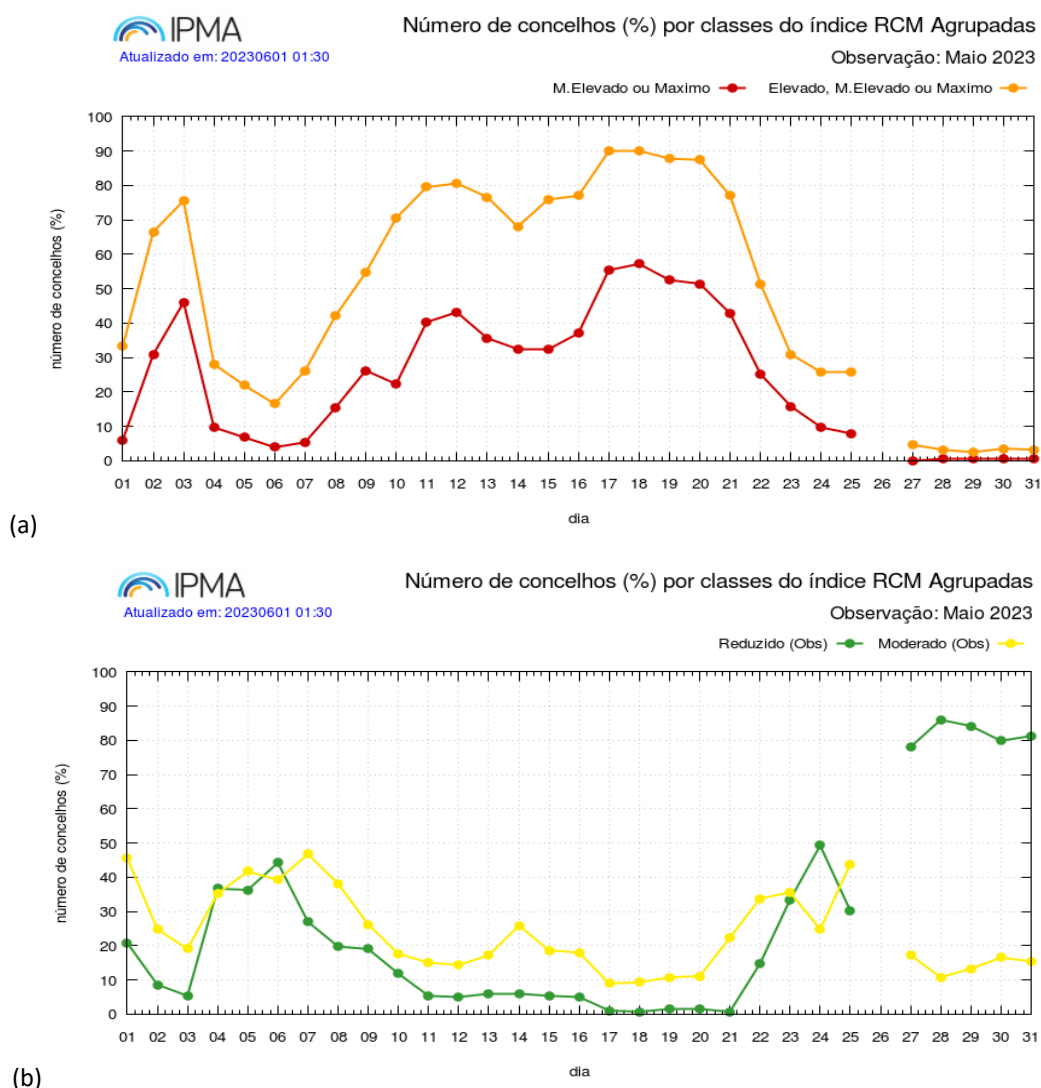 IPMA
Número de concelhos (%) por classes do índice RCM Agrupadas
Atualizado em: 20230601 01:30
Observação: Maio 2023
M.Elevado ou Maximo
Elevado, M.Elevado ou Maximo
100
90
80
70
60
50
40
30
20
10
0
número de concelhos (%)
01 02 03 04 05 06 07 08 09 10 11 12 13 14 15 16 17 18 19 20 21 22 23 24 25 26 27 28 29 30 31
dia
(a)
IPMA
Número de concelhos (%) por classes do índice RCM Agrupadas
Atualizado em: 20230601 01:30
Observação: Maio 2023
Reduzido (Obs)
Moderado (Obs)
100
90
80
70
60
50
40
30
20
10
0
número de concelhos (%)
01 02 03 04 05 06 07 08 09 10 11 12 13 14 15 16 17 18 19 20 21 22 23 24 25 26 27 28 29 30 31
dia
(b)